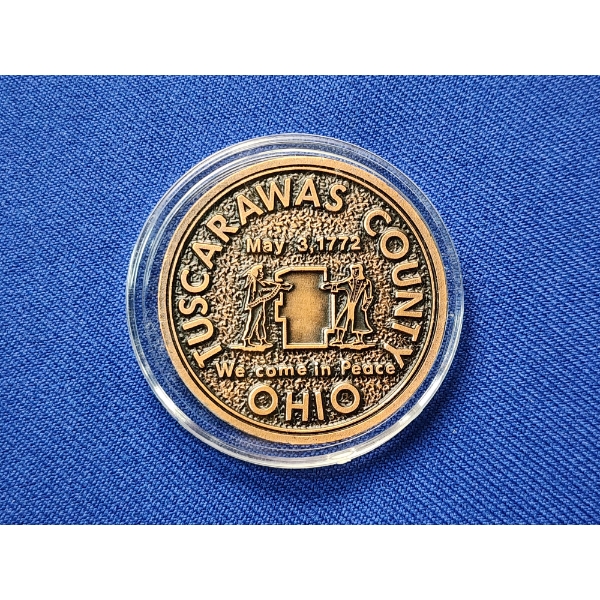 TUSCARAWAS COUNTY
May 3, 1772
We come in Peace
OHIO